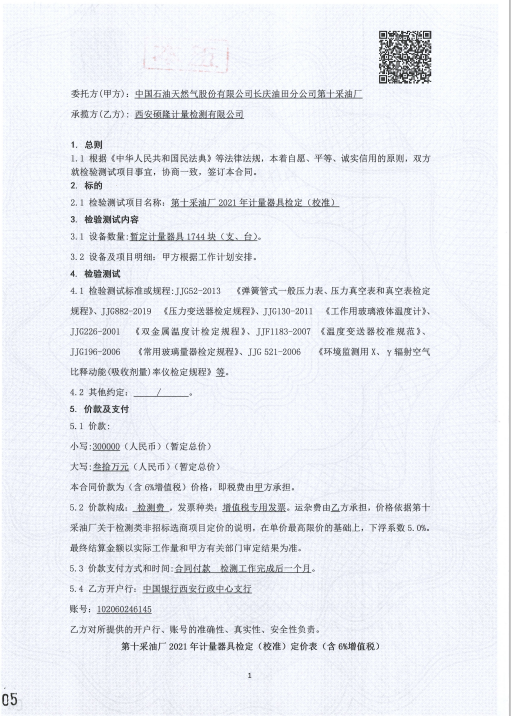 委托方(甲方): 中国石油天然气股份有限公司长庆油田分公司第十采油厂
承揽方(乙方): 西安硕隆计量检测有限公司
1. 总则
1.1 根据《中华人民共和国民法典》等法律法规,本着自愿、平等、诚实信用的原则,双方
就检验测试项目事宜,协商一致,签订本合同。
2. 标的
2.1 检验测试项目名称: 第十采油厂 2021 年计量器具检定(校准)
3. 检验测试内容
3.1 设备数量:暂定计量器具 1744 块(支、台)。
3.2 设备及项目明细: 甲方根据工作计划安排。
4. 检验测试
4.1 检验测试标准或规程:JJG52-2013 《弹簧管式一般压力表、压力真空表和真空表检定
规程》、JJG882-2019 《压力变送器检定规程》、JJG130-2011 《工作用玻璃液体温度计》、
JJG226-2001 《双金属温度计检定规程》、JJF1183-2007《温度变送器校准规范》、
JJG196-2006 《常用玻璃量器检定规程》、JJG 521-2006 《环境监测用 X、γ辐射空气
比释动能(吸收剂量)率仪检定规程》等。
4.2 其他约定: / 。
5. 价款及支付
5.1 价款:
小写:300000(人民币)(暂定总价)
大写:叁拾万元(人民币)(暂定总价)
本合同价款为(含 6%增值税)价格,即税费由甲方承担。
5.2 价款构成: 检测费 ,发票种类: 增值税专用发票。运杂费由乙方承担,价格依据第十
采油厂关于检测类非招标选商项目定价的说明,在单价最高限价的基础上,下浮系数 5.0%。
最终结算金额以实际工作量和甲方有关部门审定结果为准。
5.3 价款支付方式和时间:合同付款 检测工作完成后一个月。
5.4 乙方开户行: 中国银行西安行政中心支行
账号: 102060246145
乙方对所提供的开户行、账号的准确性、真实性、安全性负责。
第十采油厂 2021 年计量器具检定(校准)定价表(含 6%增值税)
1
05